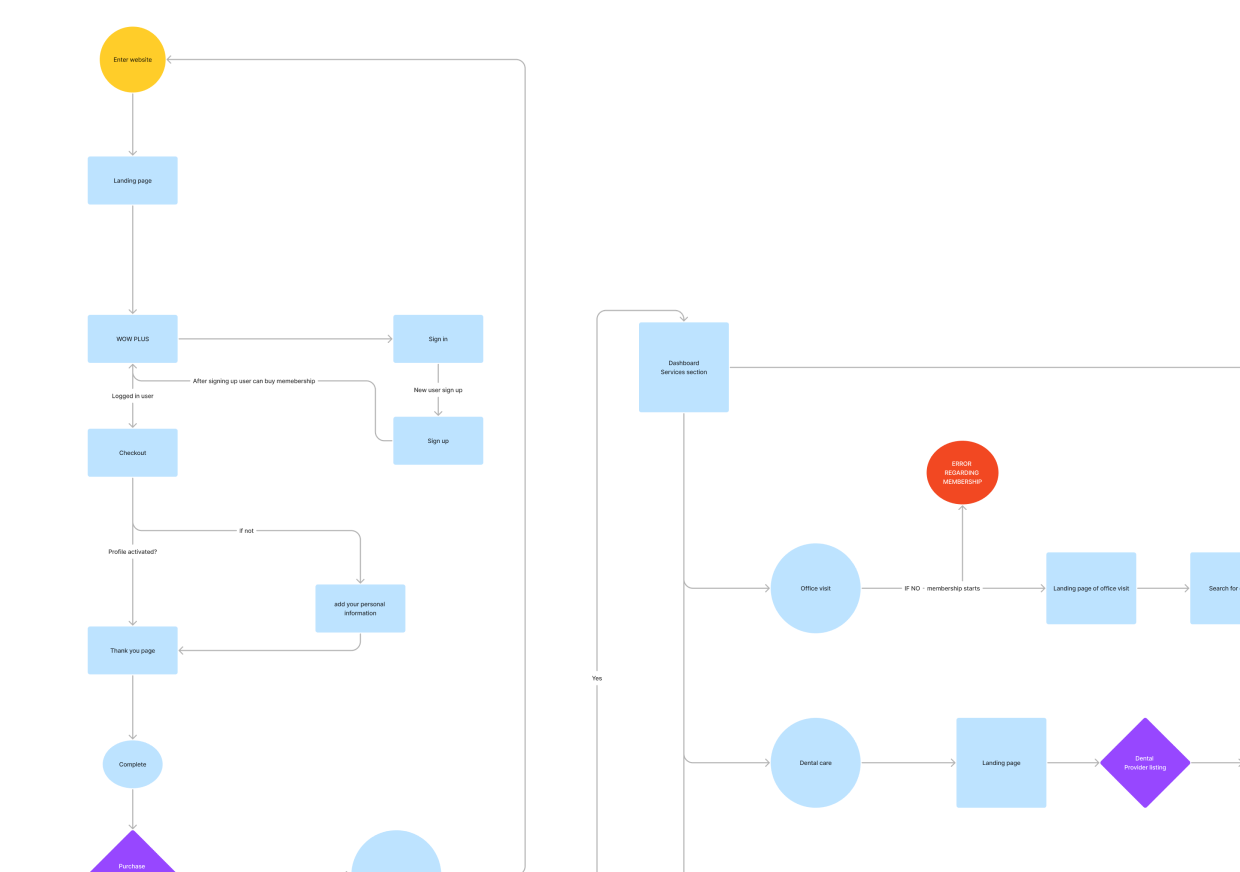 Enter website
Landing page
WOW PLUS
Sign in
After signing up user can buy memebership
New user sign up
Logged in user
Sign up
Checkout
if not
Profile activated?
add your personal
information
Thank you page
Complete
Purchase
Yes
Dashboard
Services section
ERROR
REGARDING
MEMBERSHIP
Office visit
IF NO - membership starts
Landing page of office visit
Search for
Dental care
Landing page
Dental
Provider listing